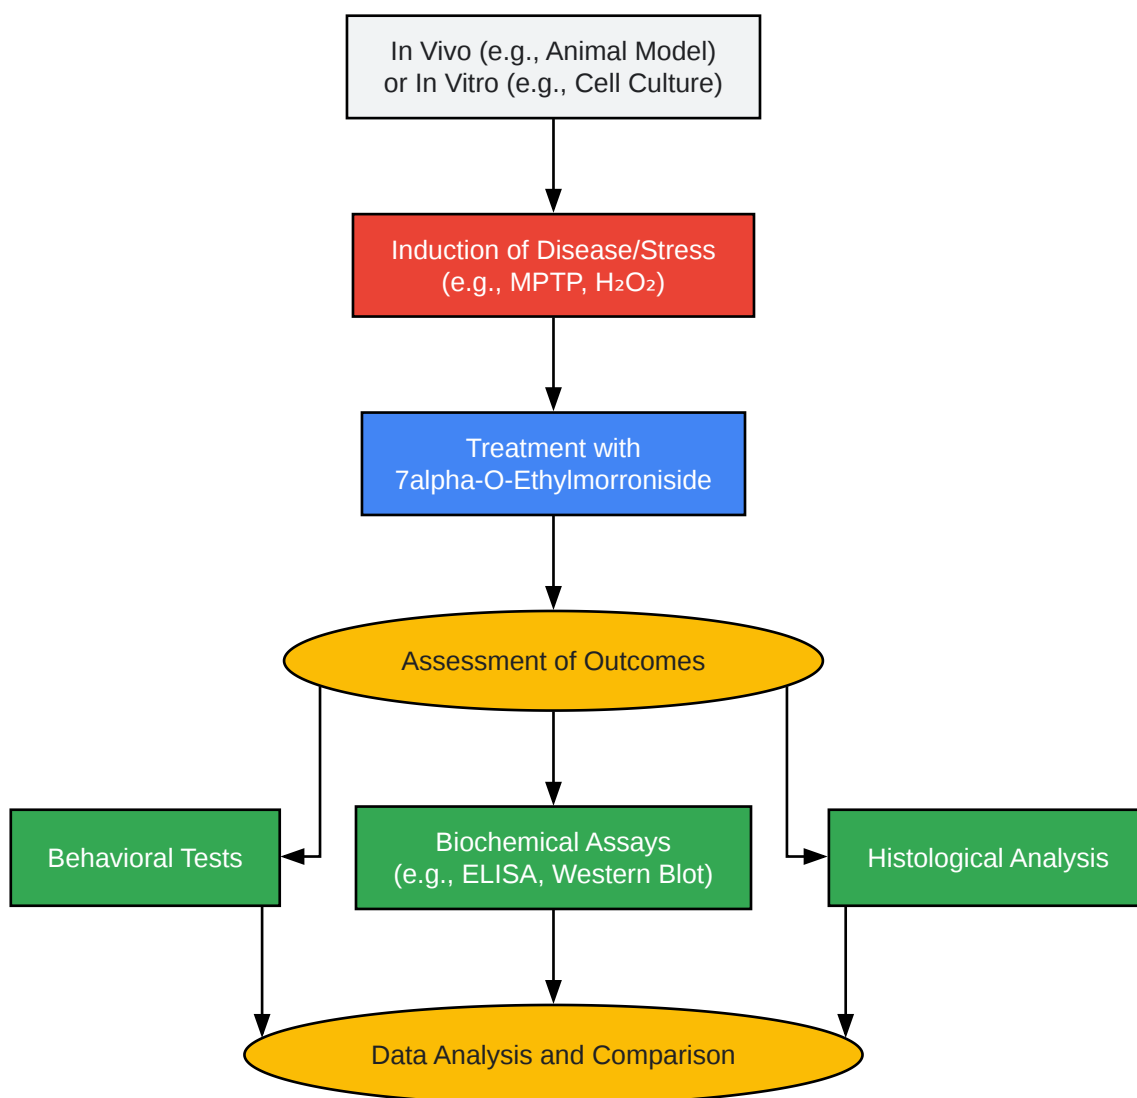 In Vivo (e.g., Animal Model)
or In Vitro (e.g., Cell Culture)
Induction of Disease/Stress
(e.g., MPTP, H₂O₂)
Treatment with
7alpha-O-Ethylmorroniside
Assessment of Outcomes
Behavioral Tests
Biochemical Assays
(e.g., ELISA, Western Blot)
Histological Analysis
Data Analysis and Comparison